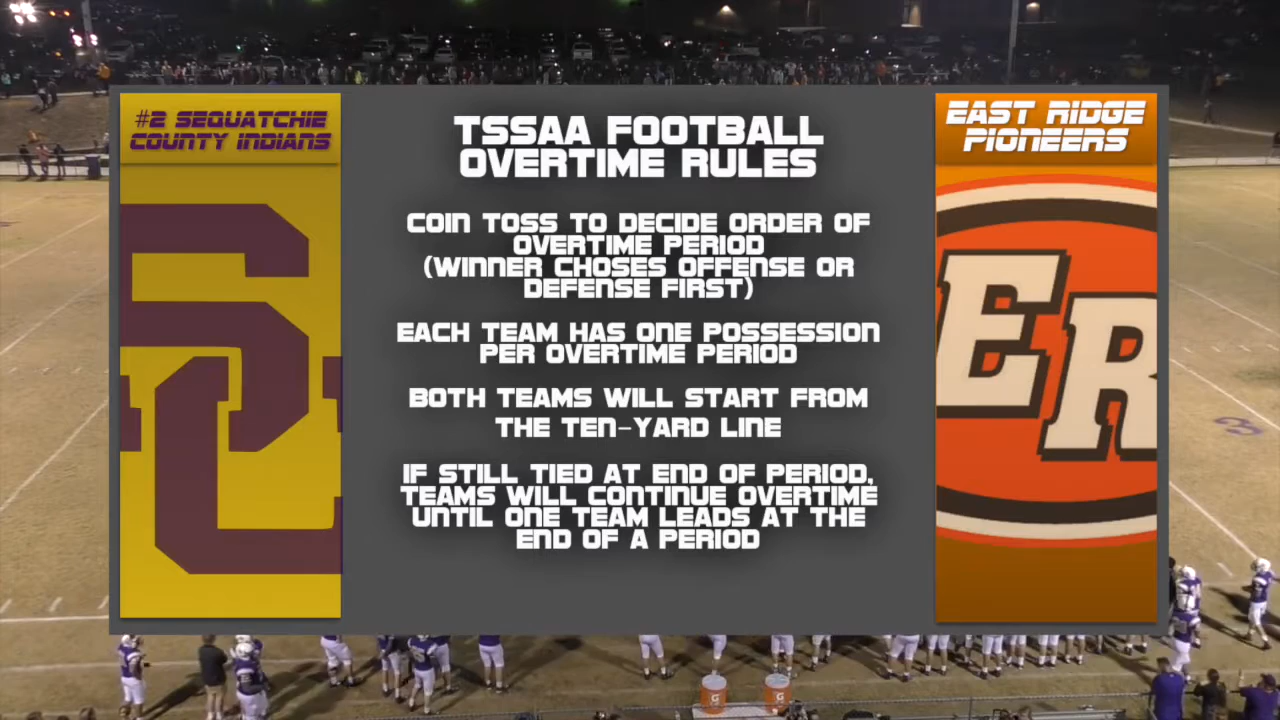 #2 SEQUATCHIE
COUNTY INDIANS
SC
TSSAA FOOTBALL
OVERTIME RULES
COIN TOSS TO DECIDE ORDER OF
OVERTIME PERIOD
(WINNER CHOSES OFFENSE OR
DEFENSE FIRST)
EACH TEAM HAS ONE POSSESSION
PER OVERTIME PERIOD
BOTH TEAMS WILL START FROM
THE TEN-YARD LINE
IF STILL TIED AT END OF PERIOD,
TEAMS WILL CONTINUE OVERTIME
UNTIL ONE TEAM LEADS AT THE
END OF A PERIOD
EAST RIDGE
PIONEERS
ER
3